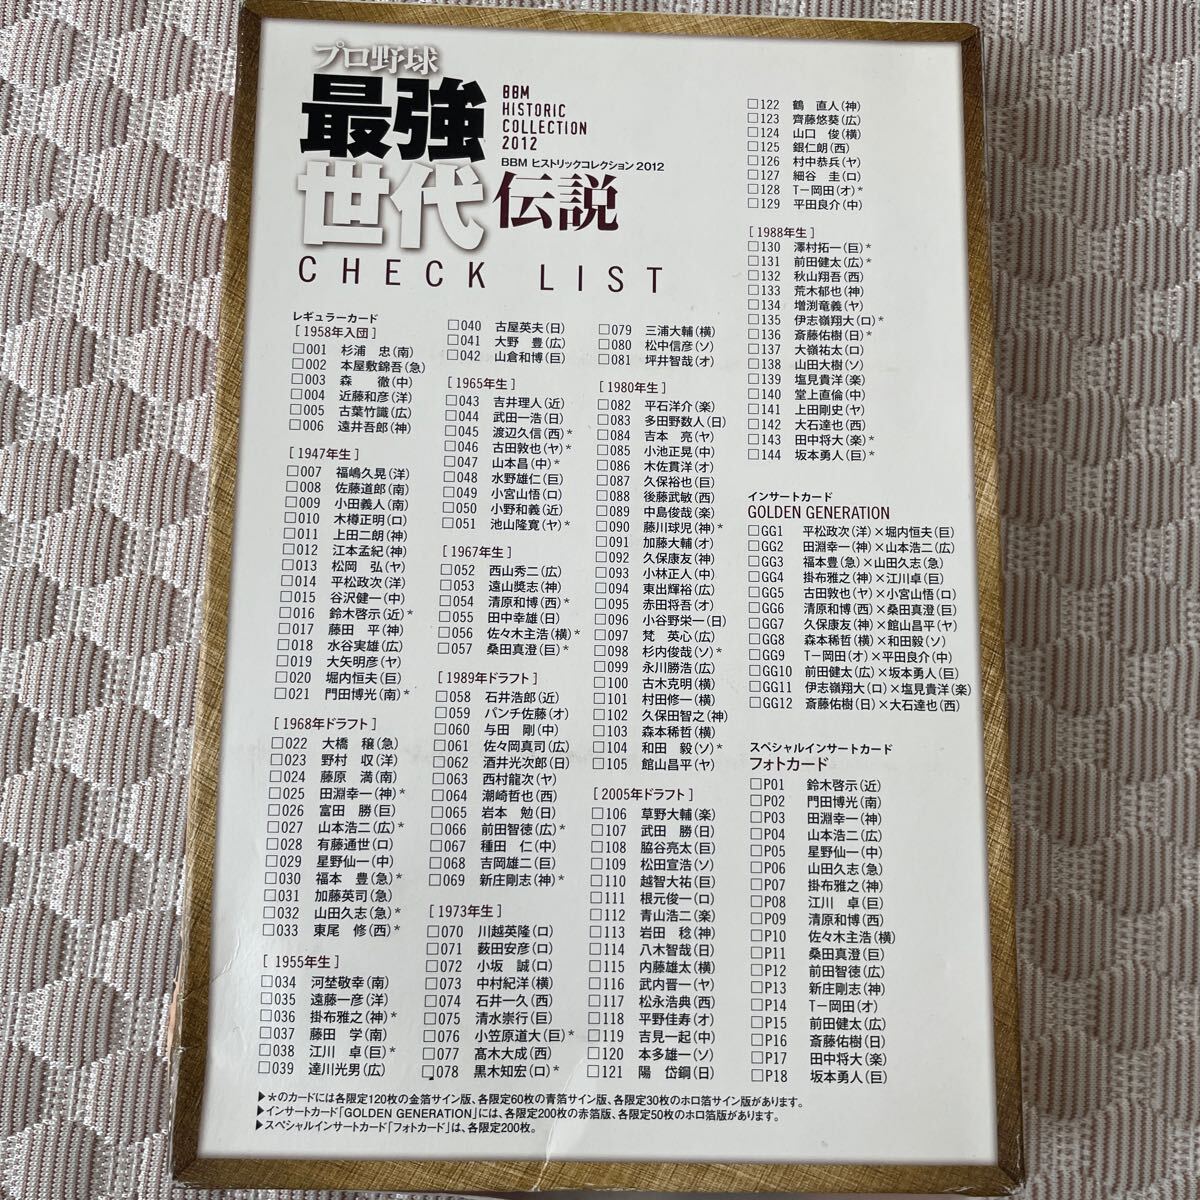 プロ野球
最強
世代伝説
BBM
HISTORIC
COLLECTION
2012
BBM ヒストリックコレクション 2012
CHECK LIST
レギュラーカード
[1958年入団]
□001 杉浦 忠(南)
□002 本屋敷錦吾(急)
□003 森 徹(中)
□004 近藤和彦(洋)
□005 古葉竹識(広)
□006 遠井吾郎(神)
[1947年生]
□007 福嶋久晃(洋)
□008 佐藤道郎(南)
□009 小田義人(南)
□010 木樽正明(ロ)
□011 上田二朗(神)
□012 江本孟紀(神)
□013 松岡 弘(ヤ)
□014 平松政次(洋)
□015 谷沢健一(中)
□016 鈴木啓示(近)*
□017 藤田 平(神)
□018 水谷実雄(広)
□019 大矢明彦(ヤ)
□020 堀内恒夫(巨)
□021 門田博光(南)*
[1968年ドラフト]
□022 大橋 穣(急)
□023 野村 収(洋)
□024 藤原 満(南)
□025 田淵幸一(神)*
□026 富田 勝(巨)
□027 山本浩二(広)*
□028 有藤通世(ロ)
□029 星野仙一(中)
□030 福本 豊(急)*
□031 加藤英司(急)
□032 山田久志(急)*
□033 東尾 修(西)*
[1955年生]
□034 河埜敬幸(南)
□035 遠藤一彦(洋)
□036 掛布雅之(神)*
□037 藤田 学(南)
□038 江川 卓(巨)*
□039 達川光男(広)
□040 古屋英夫(日)
□041 大野 豊(広)
□042 山倉和博(巨)
[1965年生]
□043 吉井理人(近)
□044 武田一浩(日)
□045 渡辺久信(西)*
□046 古田敦也(ヤ)*
□047 山本昌(中)*
□048 水野雄仁(巨)
□049 小宮山悟(ロ)
□050 小野和義(近)
□051 池山隆寛(ヤ)*
[1967年生]
□052 西山秀二(広)
□053 遠山奬志(神)
□054 清原和博(西)*
□055 田中幸雄(日)
□056 佐々木主浩(横)*
□057 桑田真澄(巨)*
[1989年ドラフト]
□058 石井浩郎(近)
□059 パンチ佐藤(オ)
□060 与田 剛(中)
□061 佐々岡真司(広)
□062 酒井光次郎(日)
□063 西村龍次(ヤ)
□064 潮崎哲也(西)
□065 岩本 勉(日)
□066 前田智徳(広)*
□067 種田 仁(中)
□068 吉岡雄二(巨)
□069 新庄剛志(神)*
[1973年生]
□070 川越英隆(ロ)
□071 薮田安彦(ロ)
□072 小坂 誠(ロ)
□073 中村紀洋(横)
□074 石井一久(西)
□075 清水崇行(巨)
□076 小笠原道大(巨)*
□077 髙木大成(西)
□078 黒木知宏(ロ)*
□079 三浦大輔(横)
□080 松中信彦(ソ)
□081 坪井智哉(オ)
[1980年生]
□082 平石洋介(楽)
□083 多田野数人(日)
□084 吉本 亮(ヤ)
□085 小池正晃(中)
□086 木佐貫洋(オ)
□087 久保裕也(巨)
□088 後藤武敏(西)
□089 中島俊哉(楽)
□090 藤川球児(神)*
□091 加藤大輔(オ)
□092 久保康友(神)
□093 小林正人(中)
□094 東出輝裕(広)
□095 赤田将吾(オ)
□096 小谷野栄一(日)
□097 梵 英心(広)
□098 杉内俊哉(ソ)*
□099 永川勝浩(広)
□100 古木克明(横)
□101 村田修一(横)
□102 久保田智之(神)
□103 森本稀哲(横)
□104 和田 毅(ソ)*
□105 館山昌平(ヤ)
[2005年ドラフト]
□106 草野大輔(楽)
□107 武田 勝(日)
□108 脇谷亮太(巨)
□109 松田宣浩(ソ)
□110 越智大祐(巨)
□111 根元俊一(ロ)
□112 青山浩二(楽)
□113 岩田 稔(神)
□114 八木智哉(日)
□115 内藤雄太(横)
□116 武内晋一(ヤ)
□117 松永浩典(西)
□118 平野佳寿(オ)
□119 吉見一起(中)
□120 本多雄一(ソ)
□121 陽 岱鋼(日)
□122 鶴 直人(神)
□123 齊藤悠葵(広)
□124 山口 俊(横)
□125 銀仁朗(西)
□126 村中恭兵(ヤ)
□127 細谷 圭(ロ)
□128 T－岡田(オ)*
□129 平田良介(中)
[1988年生]
□130 澤村拓一(巨)*
□131 前田健太(広)*
□132 秋山翔吾(西)
□133 荒木郁也(神)
□134 増渕竜義(ヤ)
□135 伊志嶺翔大(ロ)*
□136 斎藤佑樹(日)*
□137 大嶺祐太(ロ)
□138 山田大樹(ソ)
□139 塩見貴洋(楽)
□140 堂上直倫(中)
□141 上田剛史(ヤ)
□142 大石達也(西)
□143 田中将大(楽)*
□144 坂本勇人(巨)*
インサートカード
GOLDEN GENERATION
□GG1 平松政次(洋)×堀内恒夫(巨)
□GG2 田淵幸一(神)×山本浩二(広)
□GG3 福本豊(急)×山田久志(急)
□GG4 掛布雅之(神)×江川卓(巨)
□GG5 古田敦也(ヤ)×小宮山悟(ロ)
□GG6 清原和博(西)×桑田真澄(巨)
□GG7 久保康友(神)×館山昌平(ヤ)
□GG8 森本稀哲(横)×和田毅(ソ)
□GG9 T－岡田(オ)×平田良介(中)
□GG10 前田健太(広)×坂本勇人(巨)
□GG11 伊志嶺翔大(ロ)×塩見貴洋(楽)
□GG12 斎藤佑樹(日)×大石達也(西)
スペシャルインサートカード
フォトカード
□P01 鈴木啓示(近)
□P02 門田博光(南)
□P03 田淵幸一(神)
□P04 山本浩二(広)
□P05 星野仙一(中)
□P06 山田久志(急)
□P07 掛布雅之(神)
□P08 江川 卓(巨)
□P09 清原和博(西)
□P10 佐々木主浩(横)
□P11 桑田真澄(巨)
□P12 前田智徳(広)
□P13 新庄剛志(神)
□P14 T－岡田(オ)
□P15 前田健太(広)
□P16 斎藤佑樹(日)
□P17 田中将大(楽)
□P18 坂本勇人(巨)
▶*のカードには各限定120枚の金箔サイン版、各限定60枚の青箔サイン版、各限定30枚のホロ箔サイン版があります。
▶インサートカード「GOLDEN GENERATION」には、各限定200枚の赤箔版、各限定50枚のホロ箔版があります。
▶スペシャルインサートカード「フォトカード」は、各限定200枚。